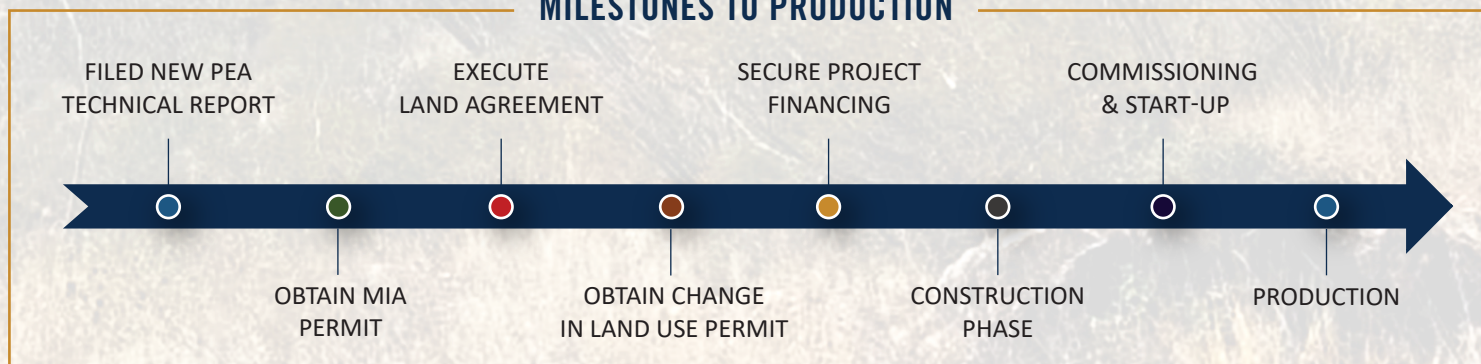 MILESTONES TO PRODUCTION
FILED NEW PEA
TECHNICAL REPORT
EXECUTE
LAND AGREEMENT
SECURE PROJECT
FINANCING
COMMISSIONING
& START-UP
OBTAIN MIA
PERMIT
OBTAIN CHANGE
IN LAND USE PERMIT
CONSTRUCTION
PHASE
PRODUCTION